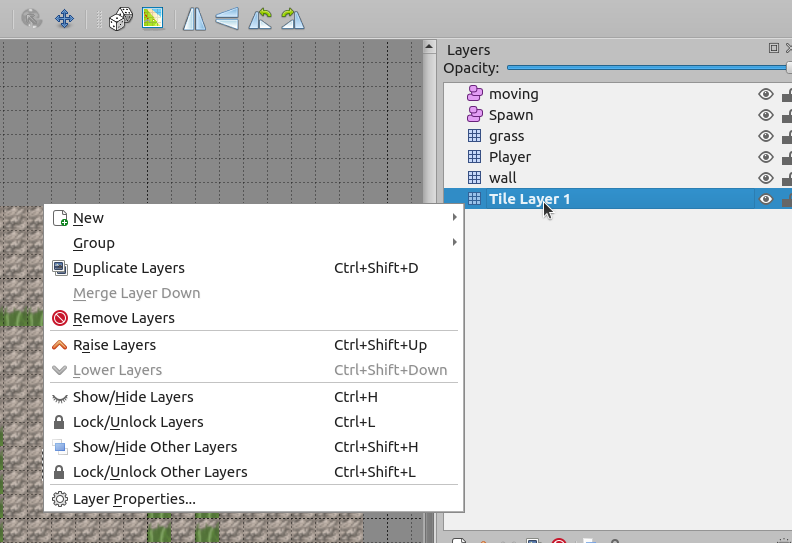 Layers
Opacity:
moving
Spawn
grass
Player
wall
Tile Layer 1
New
Group
Duplicate Layers Ctrl+Shift+D
Merge Layer Down
Remove Layers
Raise Layers Ctrl+Shift+Up
Lower Layers Ctrl+Shift+Down
Show/Hide Layers Ctrl+H
Lock/Unlock Layers Ctrl+L
Show/Hide Other Layers Ctrl+Shift+H
Lock/Unlock Other Layers Ctrl+Shift+L
Layer Properties...